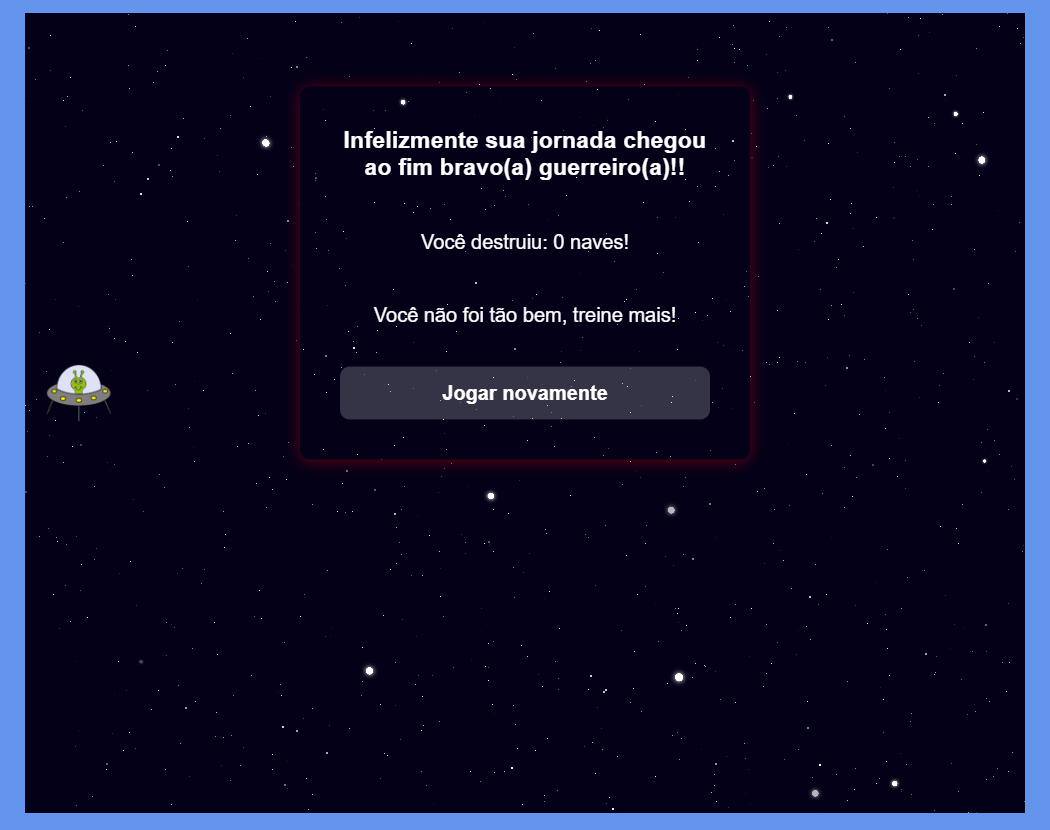 Infelizmente sua jornada chegou
ao fim bravo(a) guerreiro(a)!!
Você destruiu: 0 naves!
Você não foi tão bem, treine mais!
Jogar novamente